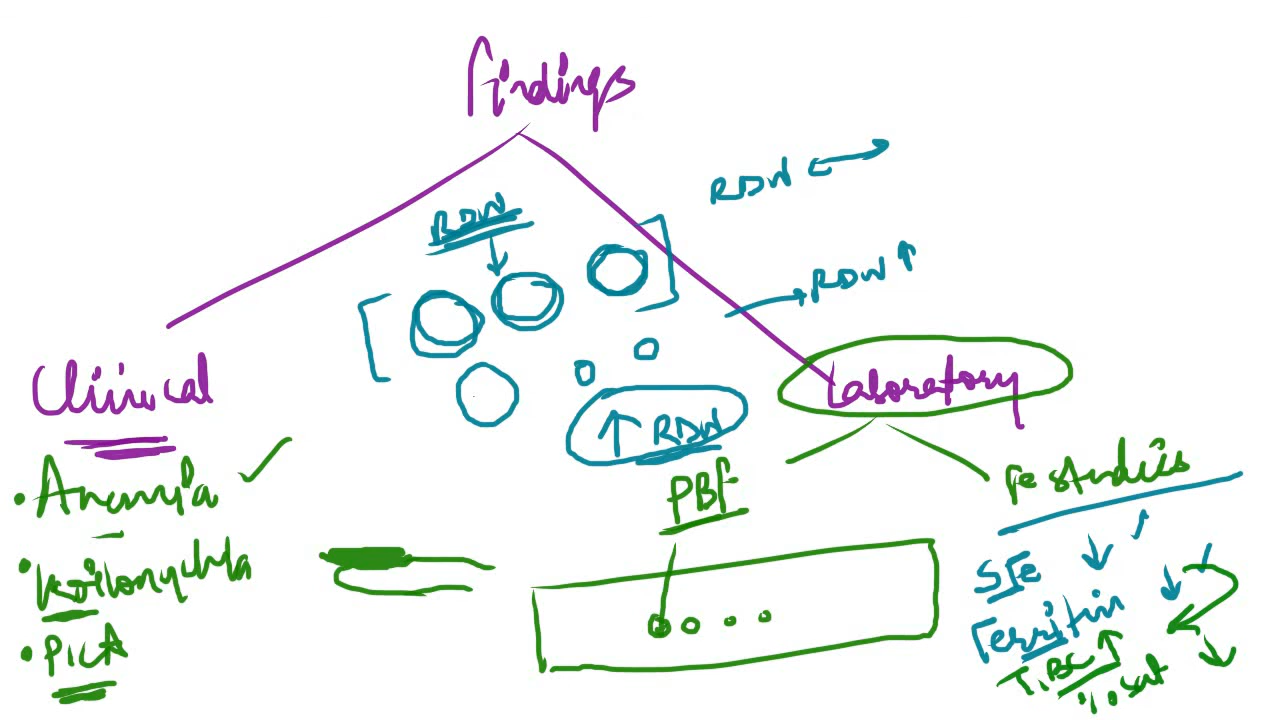 Findings
RDW ↔
RDW
→ RDW ↑
Clinical
Laboratory
↑ RDW
• Anemia ✓
PBF
Fe studies
• Koilonychia
SFe ↓
Ferritin ↓
• PICA
TIBC ↑
% sat ↓